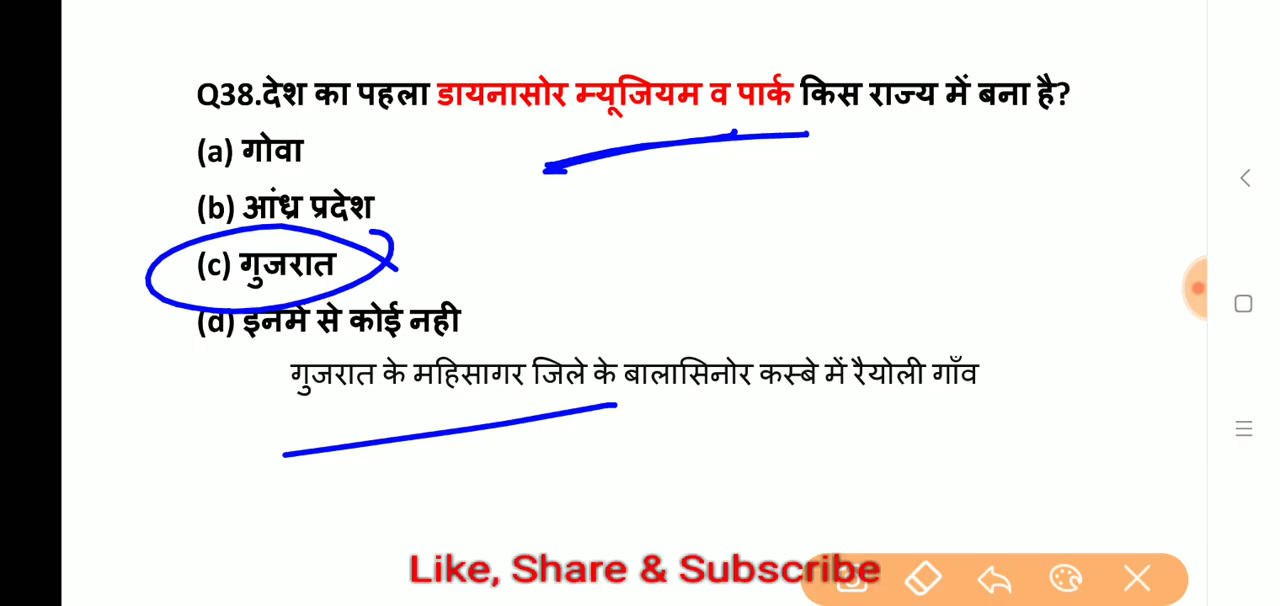 Q38.देश का पहला डायनासोर म्यूजियम व पार्क किस राज्य में बना है?
(a) गोवा
(b) आंध्र प्रदेश
(c) गुजरात
(d) इनमे से कोई नही
गुजरात के महिसागर जिले के बालासिनोर कस्बे में रैयोली गाँव
Like, Share & Subscribe